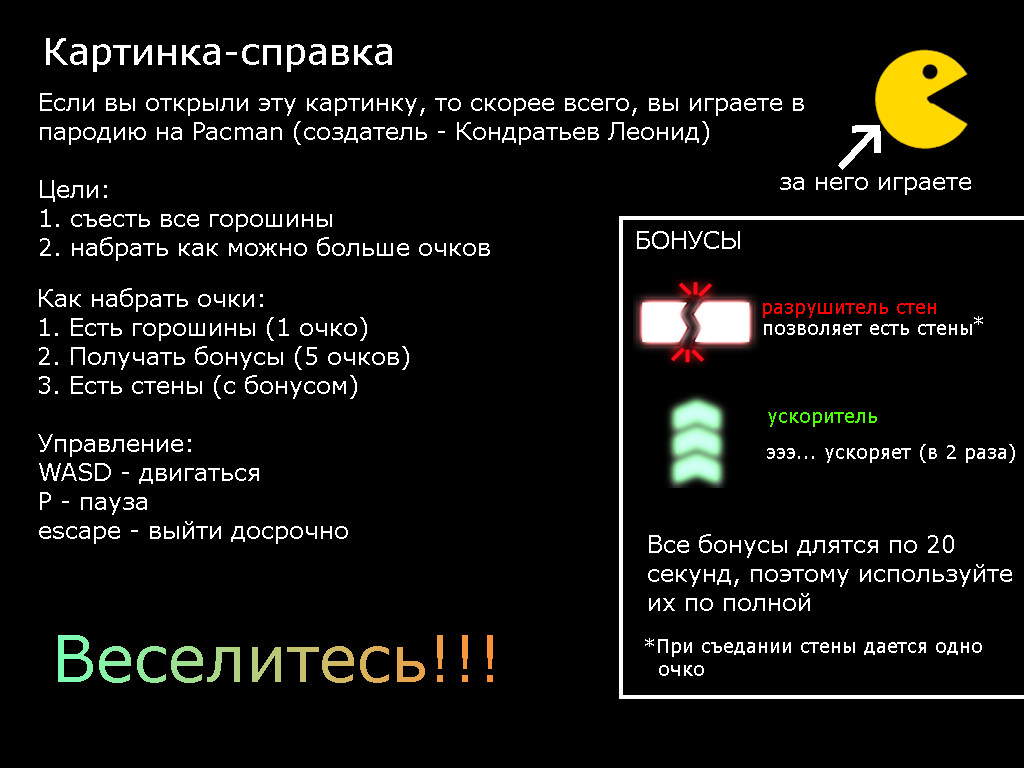 Картинка-справка
Если вы открыли эту картинку, то скорее всего, вы играете в
пародию на Pacman (создатель - Кондратьев Леонид)
за него играете
Цели:
1. съесть все горошины
2. набрать как можно больше очков
Как набрать очки:
1. Есть горошины (1 очко)
2. Получать бонусы (5 очков)
3. Есть стены (с бонусом)
Управление:
WASD - двигаться
P - пауза
escape - выйти досрочно
Веселитесь!!!
БОНУСЫ
разрушитель стен
позволяет есть стены*
ускоритель
эээ... ускоряет (в 2 раза)
Все бонусы длятся по 20
секунд, поэтому используйте
их по полной
*При съедании стены дается одно
очко